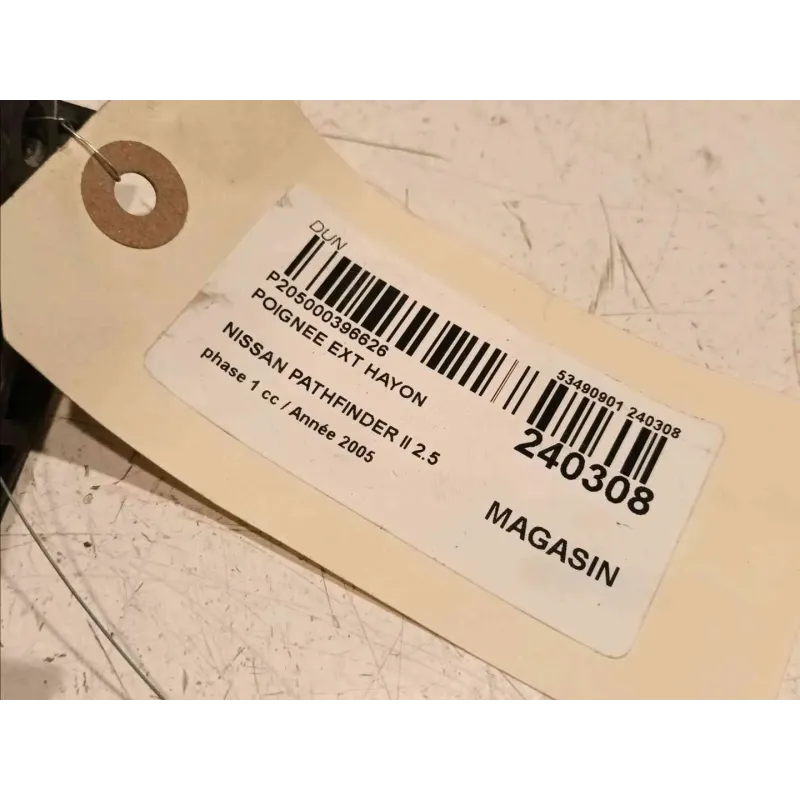 DUN
P205000396626
POIGNEE EXT HAYON
NISSAN PATHFINDER II 2.5
phase 1 cc / Année 2005
53490901 240308
240308
MAGASIN